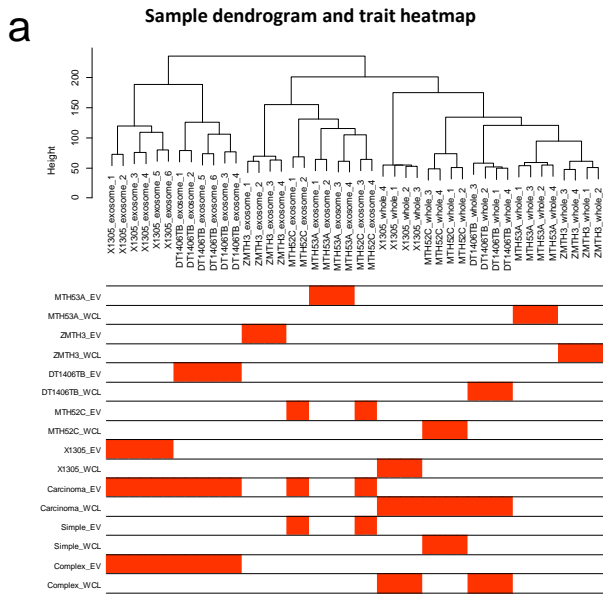 a
Sample dendrogram and trait heatmap
Height
200
150
100
50
0
X1305_exosome_1
X1305_exosome_2
X1305_exosome_3
X1305_exosome_4
X1305_exosome_5
X1305_exosome_6
DT1406TB_exosome_1
DT1406TB_exosome_2
DT1406TB_exosome_5
DT1406TB_exosome_6
DT1406TB_exosome_3
DT1406TB_exosome_4
ZMTH3_exosome_1
ZMTH3_exosome_2
ZMTH3_exosome_3
ZMTH3_exosome_4
MTH52C_exosome_1
MTH52C_exosome_2
MTH53A_exosome_1
MTH53A_exosome_2
MTH53A_exosome_3
MTH53A_exosome_4
MTH52C_exosome_3
MTH52C_exosome_4
X1305_whole_4
X1305_whole_1
X1305_whole_2
X1305_whole_3
MTH52C_whole_3
MTH52C_whole_4
MTH52C_whole_1
MTH52C_whole_2
DT1406TB_whole_3
DT1406TB_whole_2
DT1406TB_whole_1
DT1406TB_whole_4
MTH53A_whole_1
MTH53A_whole_3
MTH53A_whole_4
MTH53A_whole_2
ZMTH3_whole_3
ZMTH3_whole_4
ZMTH3_whole_1
ZMTH3_whole_2
MTH53A_EV
MTH53A_WCL
ZMTH3_EV
ZMTH3_WCL
DT1406TB_EV
DT1406TB_WCL
MTH52C_EV
MTH52C_WCL
X1305_EV
X1305_WCL
Carcinoma_EV
Carcinoma_WCL
Simple_EV
Simple_WCL
Complex_EV
Complex_WCL